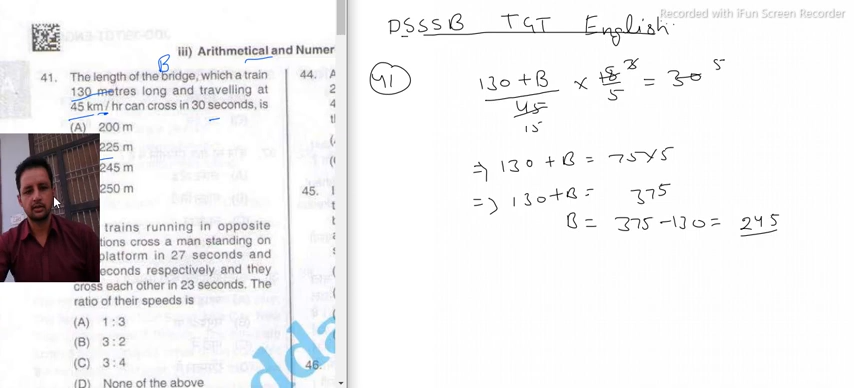 Recorded with iFun Screen Recorder
iii) Arithmetical and Numer
B
41. The length of the bridge, which a train
130 metres long and travelling at
45 km / hr can cross in 30 seconds, is
(A) 200 m
225 m
245 m
250 m
trains running in opposite
tions cross a man standing on
platform in 27 seconds and
econds respectively and they
cross each other in 23 seconds. The
ratio of their speeds is
(A) 1 : 3
(B) 3 : 2
(C) 3 : 4
(D) None of the above
44.
45.
46.
dda
DSSSB TGT English
41
130 + B / 45 × 18/5 = 30 5
15
⇒ 130 + B = 75 × 5
⇒ 130 + B = 375
B = 375 - 130 = 245